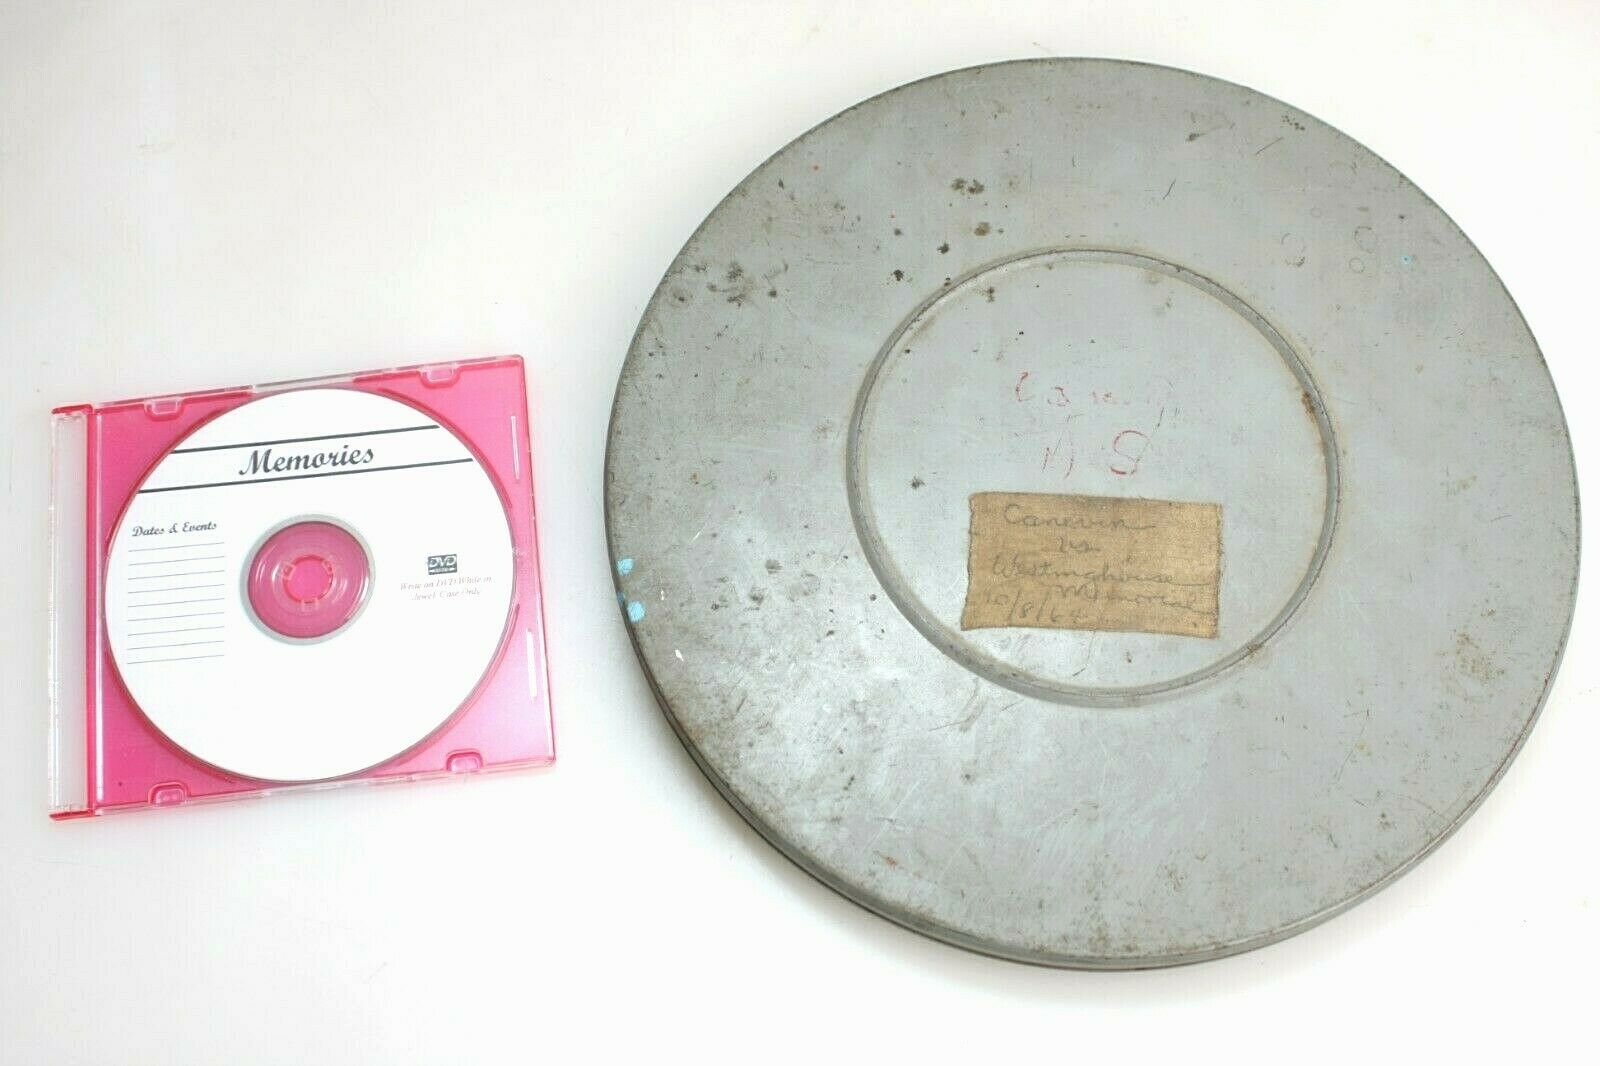 Memories
Dates & Events
DVD
Write on DVD While in
Jewel Case Only
H S
Canevin
vs
Westinghouse
Memorial
10/8/64